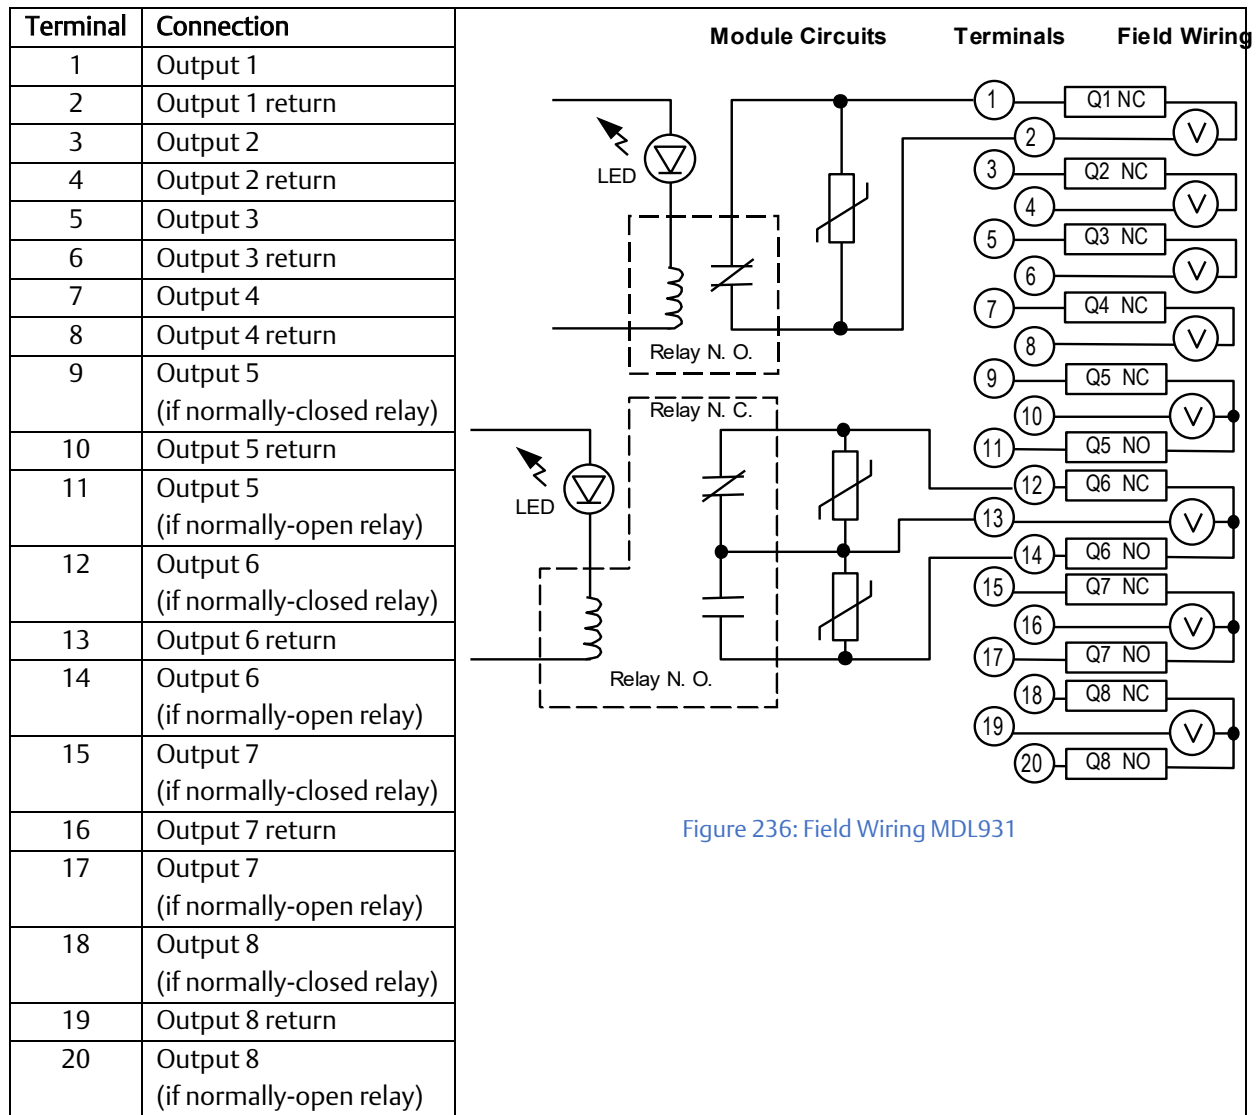 Terminal Connection
1 Output 1
2 Output 1 return
3 Output 2
4 Output 2 return
5 Output 3
6 Output 3 return
7 Output 4
8 Output 4 return
9 Output 5
(if normally-closed relay)
10 Output 5 return
11 Output 5
(if normally-open relay)
12 Output 6
(if normally-closed relay)
13 Output 6 return
14 Output 6
(if normally-open relay)
15 Output 7
(if normally-closed relay)
16 Output 7 return
17 Output 7
(if normally-open relay)
18 Output 8
(if normally-closed relay)
19 Output 8 return
20 Output 8
(if normally-open relay)
Module Circuits Terminals Field Wiring
LED
Relay N. O.
Relay N. C.
LED
Relay N. O.
1 Q1 NC
2 V
3 Q2 NC
4 V
5 Q3 NC
6 V
7 Q4 NC
8 V
9 Q5 NC
10 V
11 Q5 NO
12 Q6 NC
13 V
14 Q6 NO
15 Q7 NC
16 V
17 Q7 NO
18 Q8 NC
19 V
20 Q8 NO
Figure 236: Field Wiring MDL931